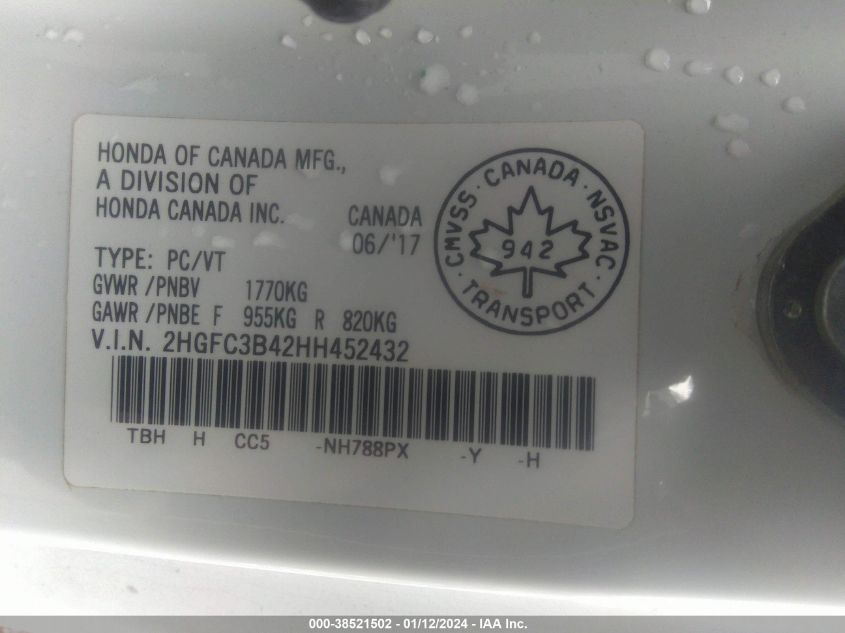 HONDA OF CANADA MFG.,
A DIVISION OF
HONDA CANADA INC.
CANADA
06/'17
TYPE: PC/VT
GVWR /PNBV 1770KG
GAWR /PNBE F 955KG R 820KG
V.I.N. 2HGFC3B42HH452432
TBH H CC5 -NH788PX -Y -H
CMVSS · CANADA · NSVAC
942
· TRANSPORT ·
000-38521502 - 01/12/2024 - IAA Inc.